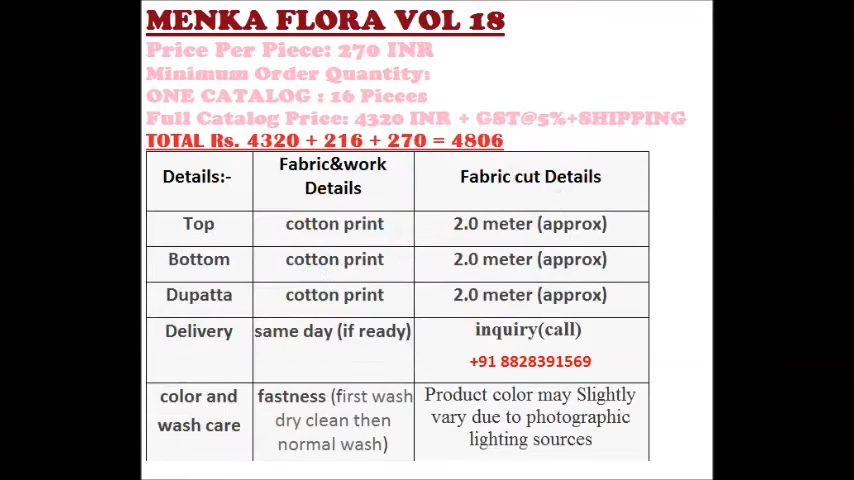 MENKA FLORA VOL 18
Price Per Piece: 270 INR
Minimum Order Quantity:
ONE CATALOG : 16 Pieces
Full Catalog Price: 4320 INR + GST@5%+SHIPPING
TOTAL Rs. 4320 + 216 + 270 = 4806
Details:-
Fabric&work
Details
Fabric cut Details
Top
cotton print
2.0 meter (approx)
Bottom
cotton print
2.0 meter (approx)
Dupatta
cotton print
2.0 meter (approx)
Delivery
same day (if ready)
inquiry(call)
+91 8828391569
color and
wash care
fastness (first wash
dry clean then
normal wash)
Product color may Slightly
vary due to photographic
lighting sources